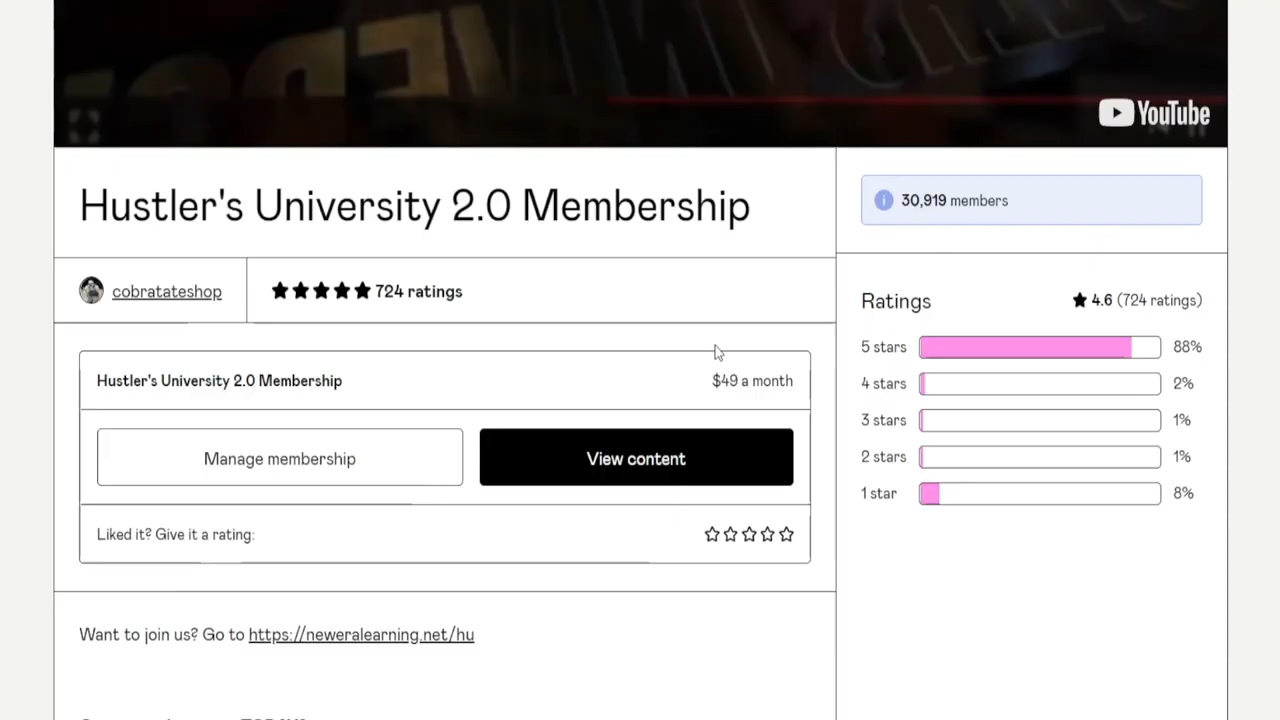 YouTube
Hustler's University 2.0 Membership
30,919 members
cobratateshop
724 ratings
Ratings
4.6 (724 ratings)
5 stars 88%
4 stars 2%
3 stars 1%
2 stars 1%
1 star 8%
Hustler's University 2.0 Membership
$49 a month
Manage membership
View content
Liked it? Give it a rating:
Want to join us? Go to https://neweralearning.net/hu